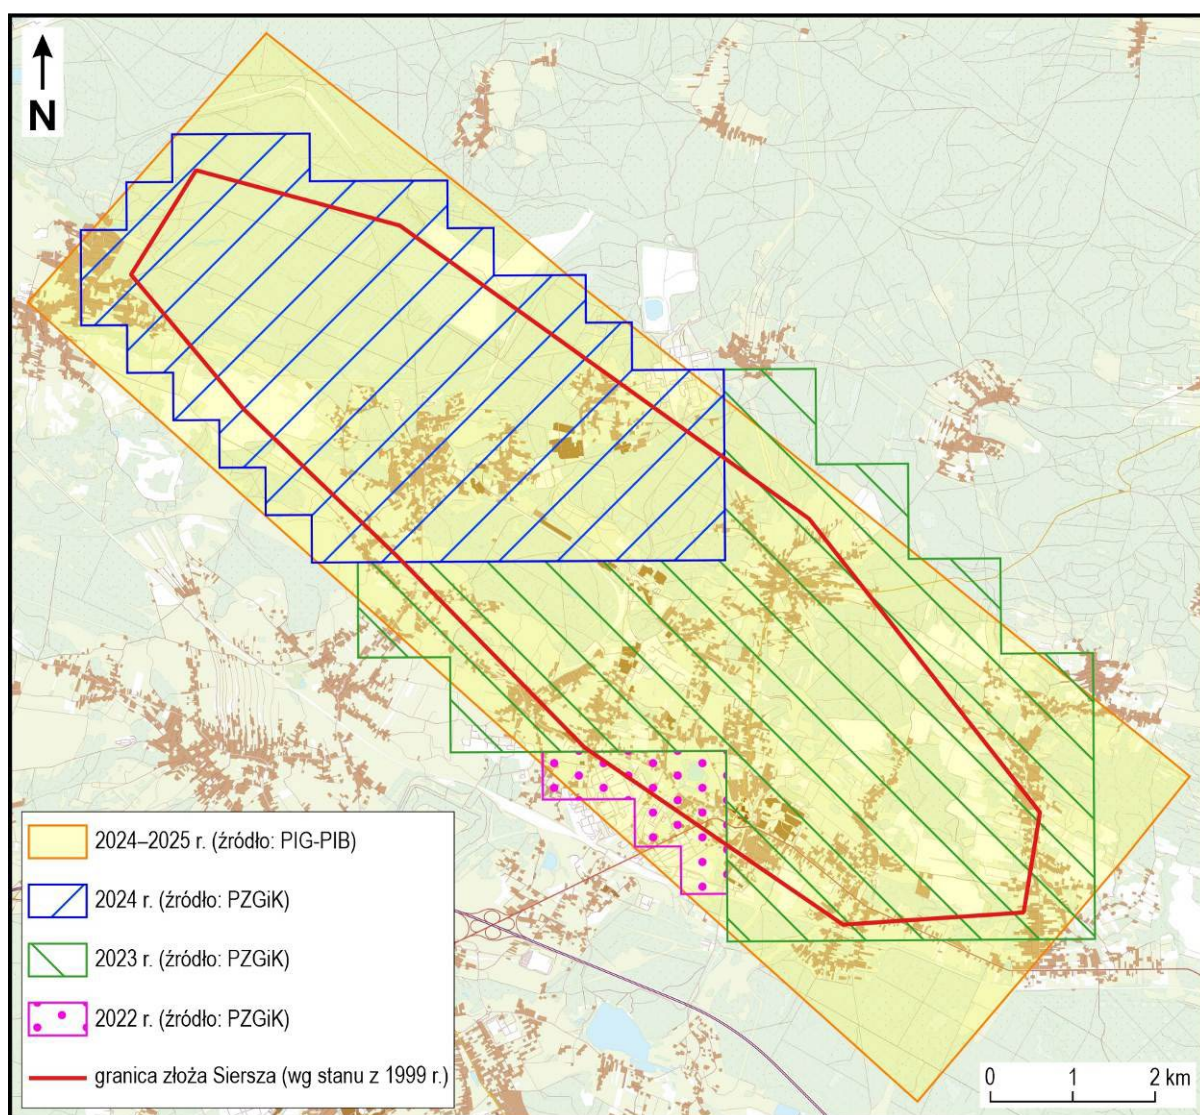 N
2024–2025 r. (źródło: PIG-PIB)
2024 r. (źródło: PZGiK)
2023 r. (źródło: PZGiK)
2022 r. (źródło: PZGiK)
granica złoża Siersza (wg stanu z 1999 r.)
0 1 2 km